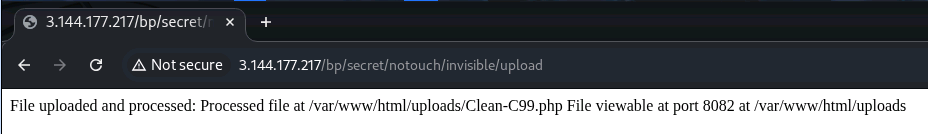 3.144.177.217/bp/secret/
Not secure 3.144.177.217/bp/secret/notouch/invisible/upload
File uploaded and processed: Processed file at /var/www/html/uploads/Clean-C99.php File viewable at port 8082 at /var/www/html/uploads